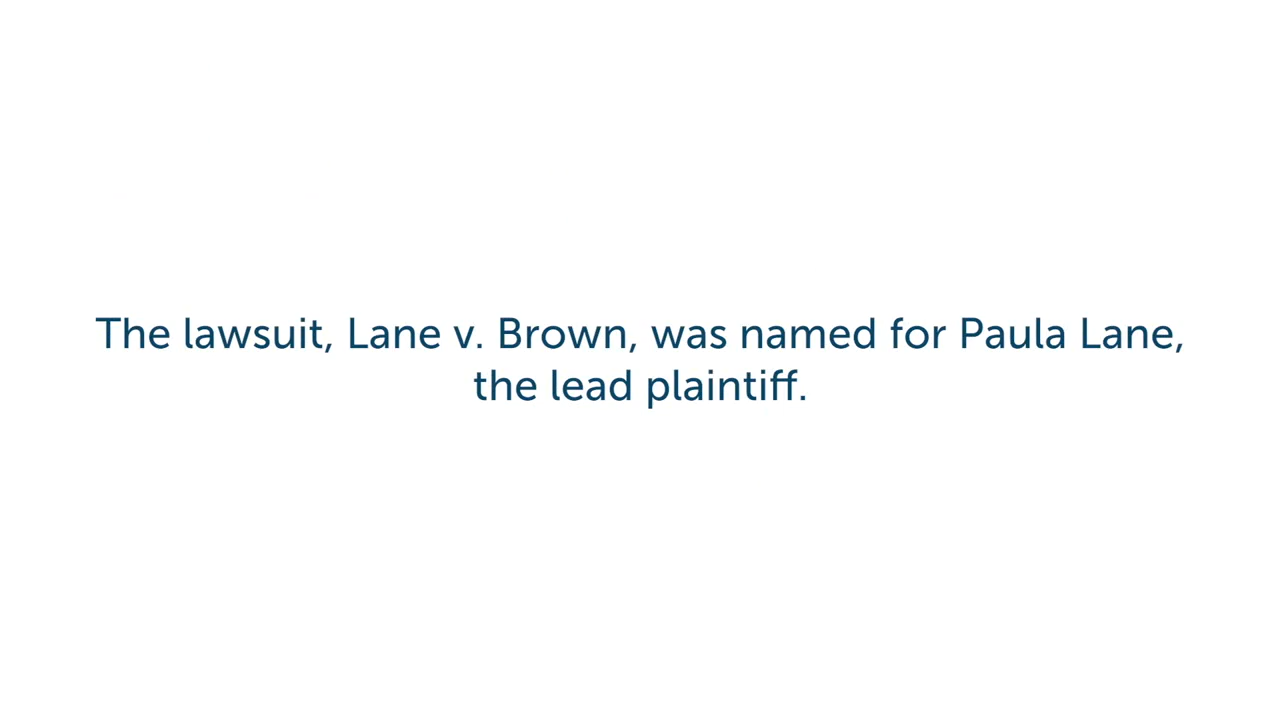 The lawsuit, Lane v. Brown, was named for Paula Lane,
the lead plaintiff.